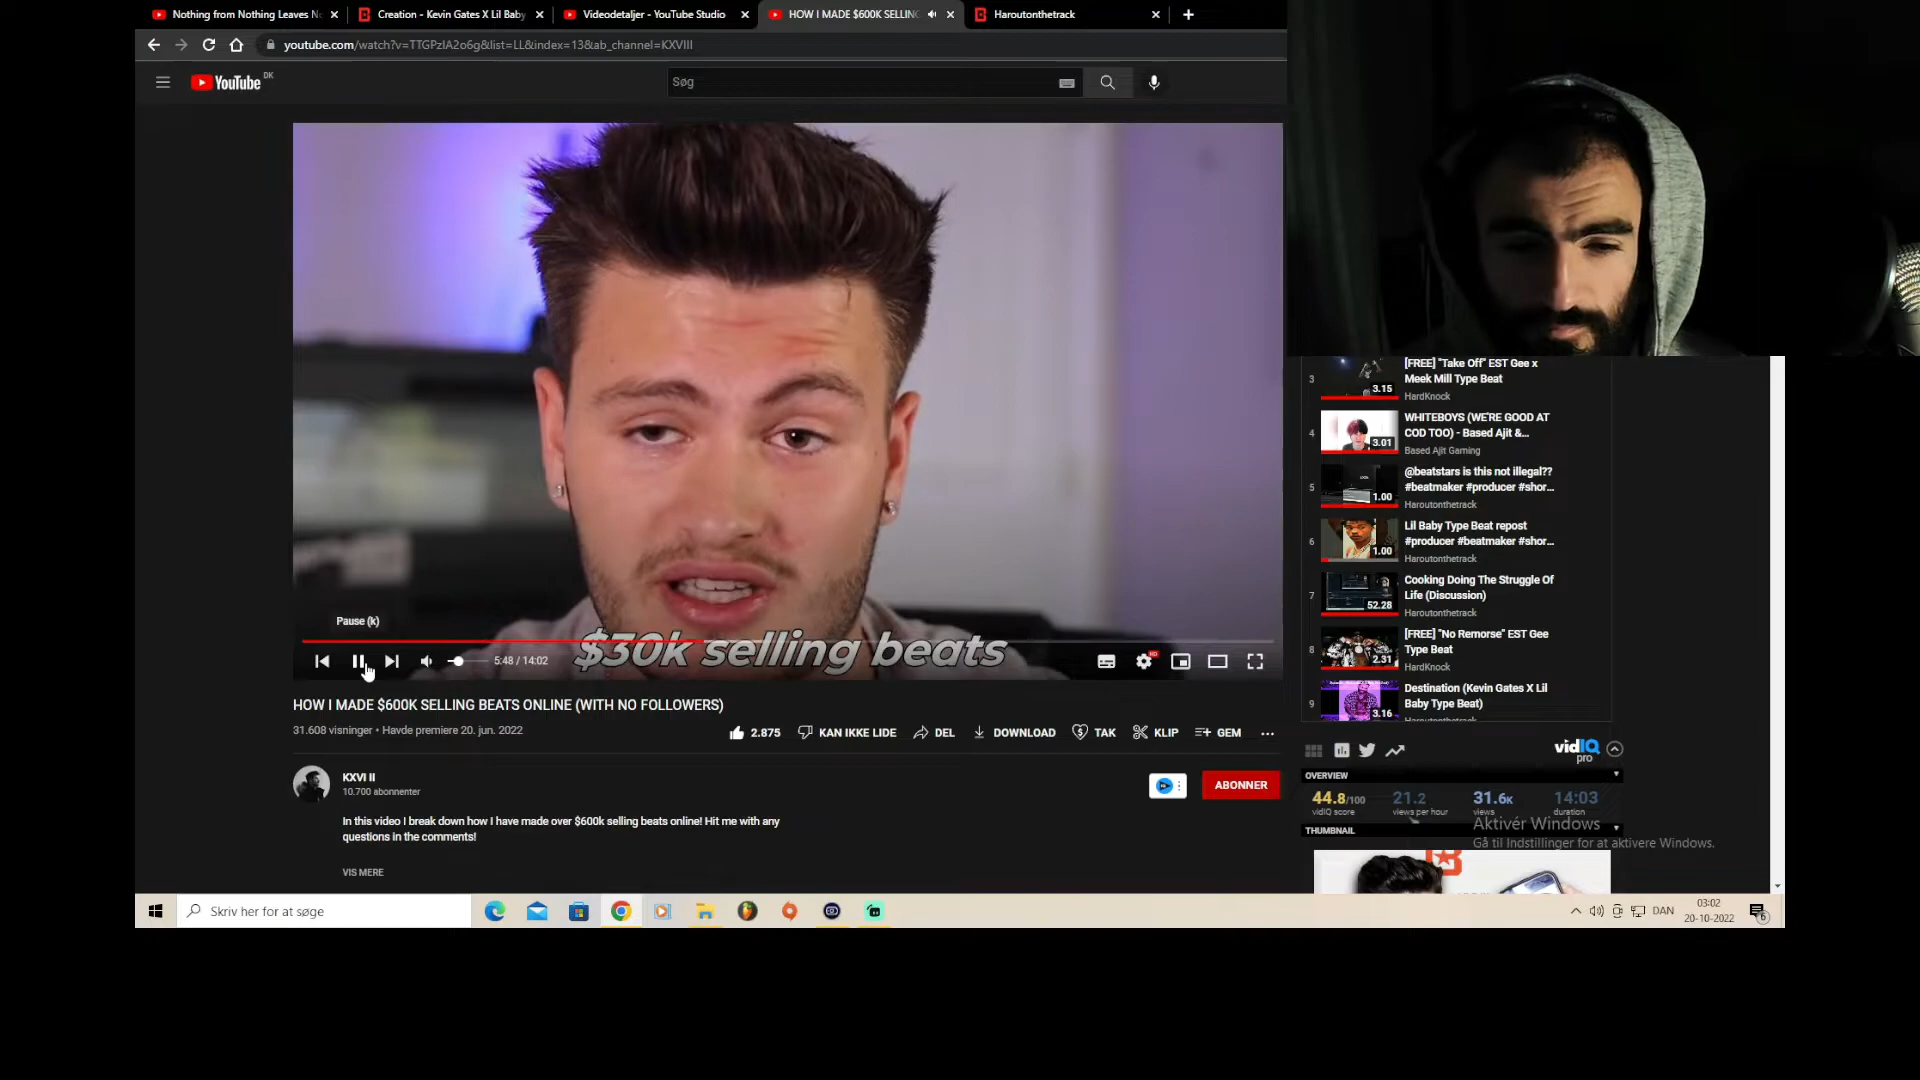 Nothing from Nothing Leaves N
Creation - Kevin Gates X Lil Baby
Videodetaljer - YouTube Studio
HOW I MADE $600K SELLING
Haroutonthetrack
youtube.com/watch?v=TTGPzIA2o6g&list=LL&index=13&ab_channel=KXVIII
YouTube DK
Søg
$30k selling beats
Pause (k)
5:48 / 14:02
HD
HOW I MADE $600K SELLING BEATS ONLINE (WITH NO FOLLOWERS)
31.608 visninger • Havde premiere 20. jun. 2022
2.875
KAN IKKE LIDE
DEL
DOWNLOAD
TAK
KLIP
GEM
KXVI II
10.700 abonnenter
ABONNER
In this video I break down how I have made over $600k selling beats online! Hit me with any
questions in the comments!
VIS MERE
3
3.15
[FREE] "Take Off" EST Gee x
Meek Mill Type Beat
HardKnock
4
3.01
WHITEBOYS (WE'RE GOOD AT
COD TOO) - Based Ajit &...
Based Ajit Gaming
5
1.00
@beatstars is this not illegal??
#beatmaker #producer #shor...
Haroutonthetrack
6
1.00
Lil Baby Type Beat repost
#producer #beatmaker #shor...
Haroutonthetrack
7
52.28
Cooking Doing The Struggle Of
Life (Discussion)
Haroutonthetrack
8
2.31
[FREE] "No Remorse" EST Gee
Type Beat
HardKnock
9
3.16
Destination (Kevin Gates X Lil
Baby Type Beat)
Haroutonthetrack
vidIQ
pro
OVERVIEW
44.8/100
vidIQ score
21.2
views per hour
31.6K
views
14:03
duration
THUMBNAIL
Aktivér Windows
Gå til Indstillinger for at aktivere Windows.
Skriv her for at søge
DAN
03:02
20-10-2022
6